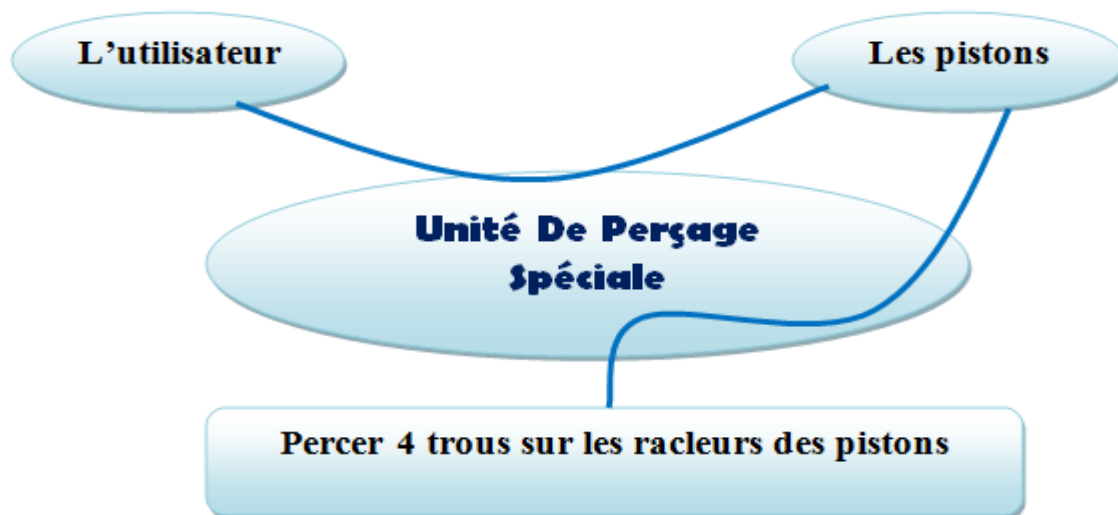 L’utilisateur
Les pistons
Unité De Perçage
Spéciale
Percer 4 trous sur les racleurs des pistons